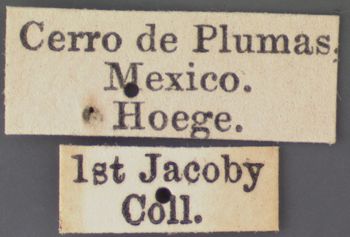 Cerro de Plumas.
Mexico.
Hoege.
1st Jacoby
Coll.